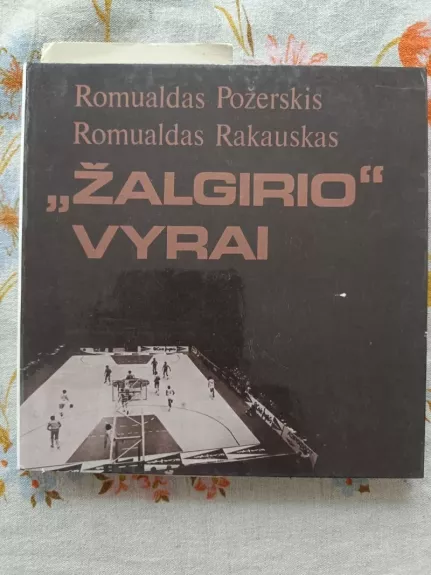 Romualdas Požerskis
Romualdas Rakauskas
„ŽALGIRIO“
VYRAI